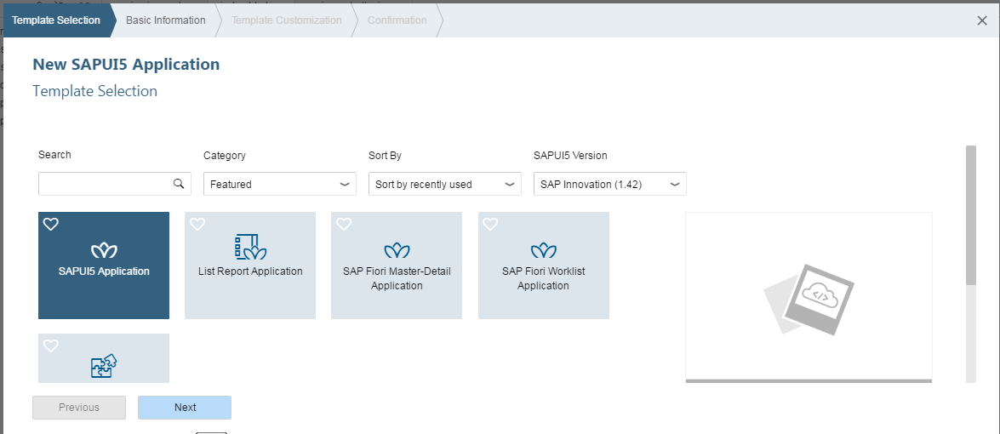 Template Selection
Basic Information
Template Customization
Confirmation
New SAPUI5 Application
Template Selection
Search
Category
Sort By
SAPUI5 Version
Featured
Sort by recently used
SAP Innovation (1.42)
SAPUI5 Application
List Report Application
SAP Fiori Master-Detail
Application
SAP Fiori Worklist
Application
Previous
Next